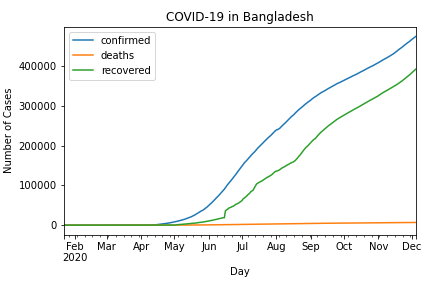 COVID-19 in Bangladesh
confirmed
deaths
recovered
Number of Cases
400000
300000
200000
100000
0
Feb Mar Apr May Jun Jul Aug Sep Oct Nov Dec
2020
Day